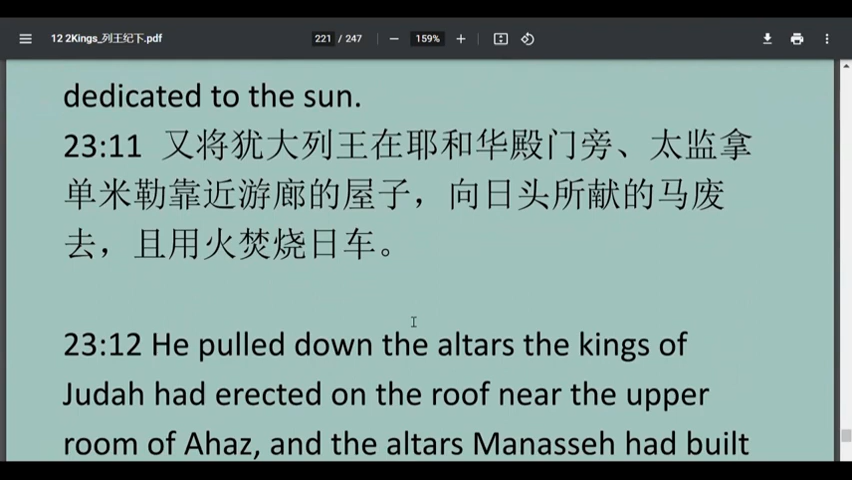 12 2Kings_列王纪下.pdf
221 / 247
159%
dedicated to the sun.
23:11 又将犹大列王在耶和华殿门旁、太监拿
单米勒靠近游廊的屋子，向日头所献的马废
去，且用火焚烧日车。
23:12 He pulled down the altars the kings of
Judah had erected on the roof near the upper
room of Ahaz, and the altars Manasseh had built